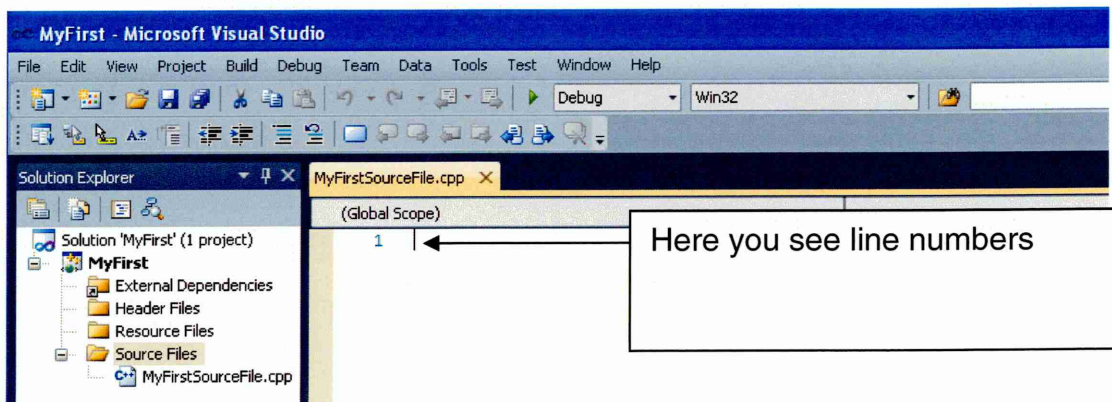 MyFirst - Microsoft Visual Studio
File Edit View Project Build Debug Team Data Tools Test Window Help
Debug Win32
Solution Explorer
MyFirstSourceFile.cpp
(Global Scope)
1
Here you see line numbers
Solution 'MyFirst' (1 project)
MyFirst
External Dependencies
Header Files
Resource Files
Source Files
MyFirstSourceFile.cpp